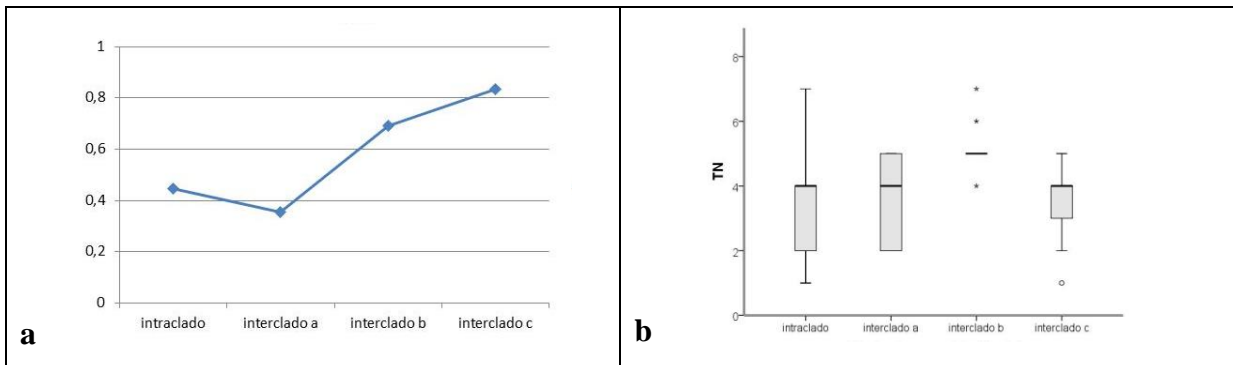 1
0,8
0,6
0,4
0,2
0
intraclado interclado a interclado b interclado c
a
8
6
4
2
0
TN
intraclado interclado a interclado b interclado c
b